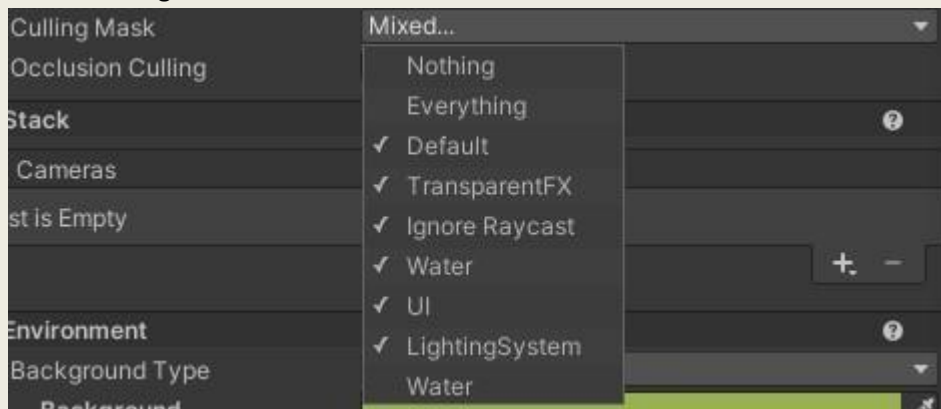 Culling Mask Mixed...
Occlusion Culling Nothing
Everything
Stack
✓ Default
Cameras
✓ TransparentFX
st is Empty
✓ Ignore Raycast
✓ Water
✓ UI
Environment
✓ LightingSystem
Background Type
Water
Background